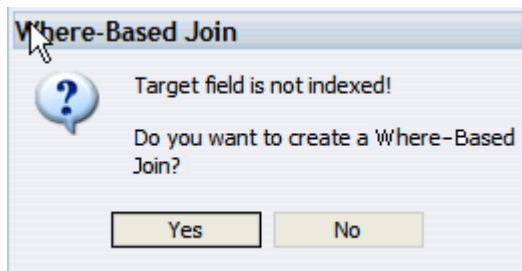 Where-Based Join
Target field is not indexed!
Do you want to create a Where-Based
Join?
Yes No